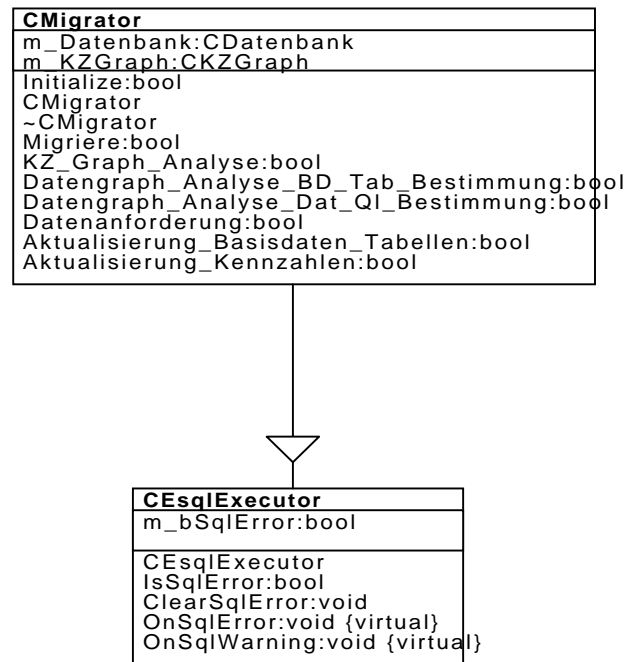 CMigrator
m_Datenbank:CDatenbank
m_KZGraph:CKZGraph
Initialize:bool
CMigrator
~CMigrator
Migriere:bool
KZ_Graph_Analyse:bool
Datengraph_Analyse_BD_Tab_Bestimmung:bool
Datengraph_Analyse_Dat_Ql_Bestimmung:bool
Datenanforderung:bool
Aktualisierung_Basisdaten_Tabellen:bool
Aktualisierung_Kennzahlen:bool
CEsqlExecutor
m_bSqlError:bool
CEsqlExecutor
IsSqlError:bool
ClearSqlError:void
OnSqlError:void {virtual}
OnSqlWarning:void {virtual}